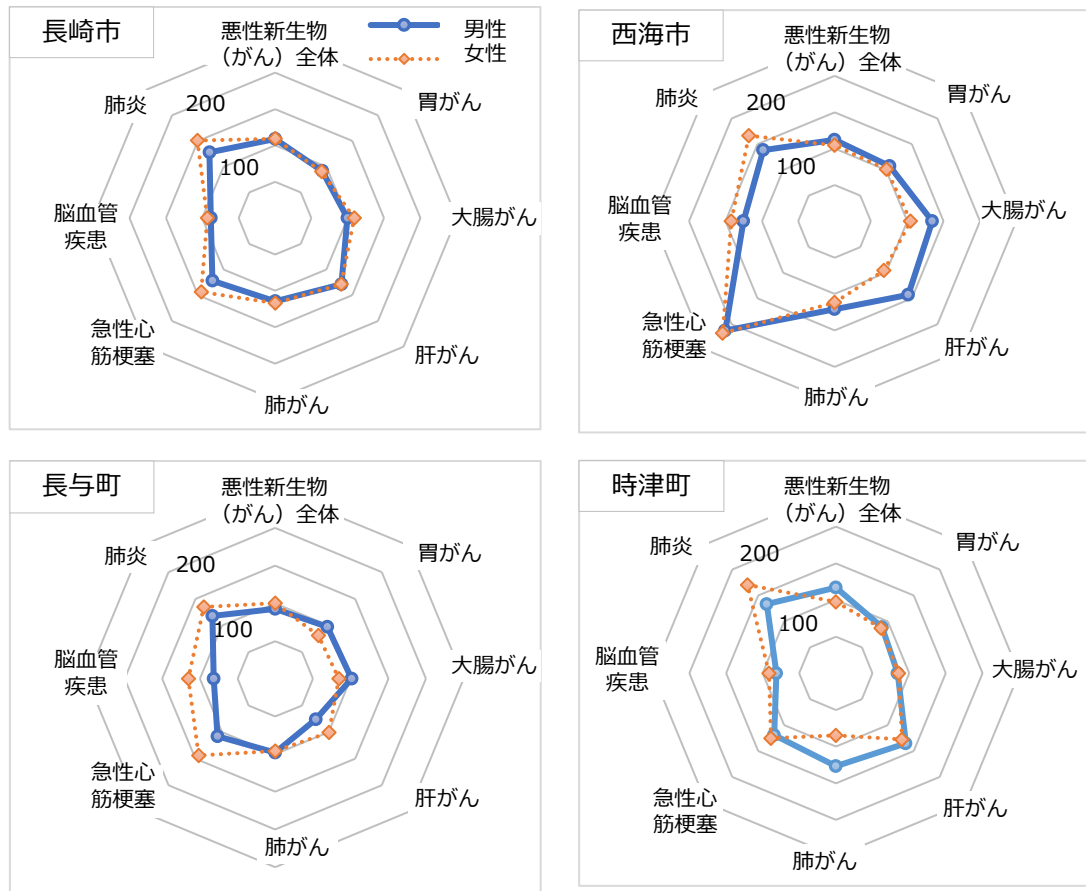 長崎市
悪性新生物
（がん）全体
男性
女性
胃がん
大腸がん
肝がん
肺がん
急性心
筋梗塞
脳血管
疾患
肺炎
200
100
西海市
悪性新生物
（がん）全体
胃がん
大腸がん
肝がん
肺がん
急性心
筋梗塞
脳血管
疾患
肺炎
200
100
長与町
悪性新生物
（がん）全体
胃がん
大腸がん
肝がん
肺がん
急性心
筋梗塞
脳血管
疾患
肺炎
200
100
時津町
悪性新生物
（がん）全体
胃がん
大腸がん
肝がん
肺がん
急性心
筋梗塞
脳血管
疾患
肺炎
200
100